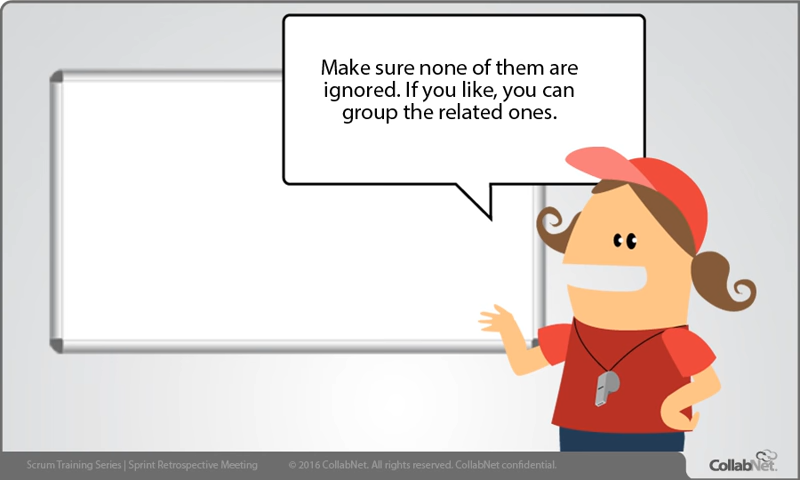 Make sure none of them are
ignored. If you like, you can
group the related ones.
Scrum Training Series | Sprint Retrospective Meeting © 2016 CollabNet. All rights reserved. CollabNet confidential.
CollabNet.